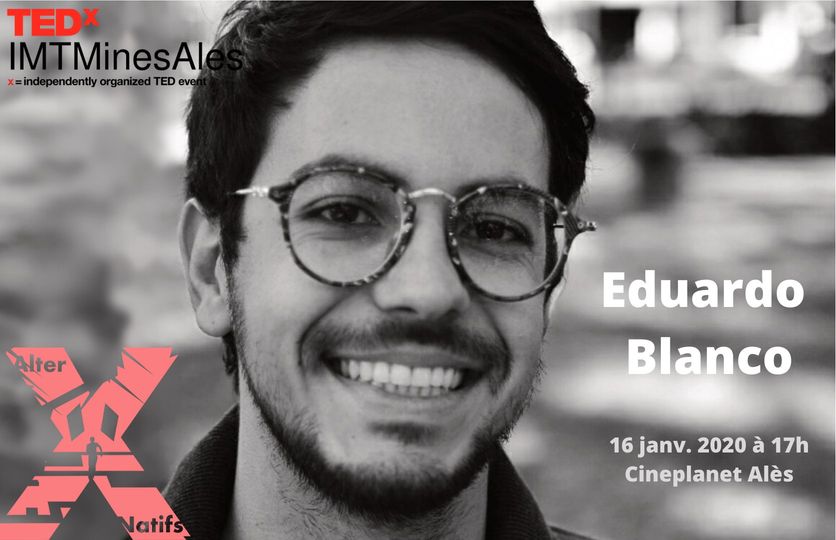 TEDx
IMTMinesAles
x = independently organized TED event
Eduardo
Blanco
Alter
16 janv. 2020 à 17h
Cineplanet Alès
Natifs